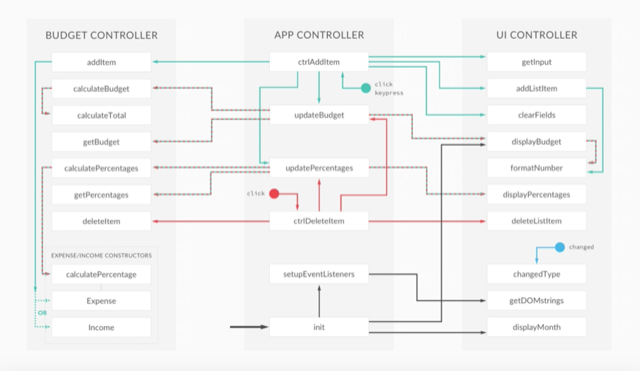 BUDGET CONTROLLER
addItem
calculateBudget
calculateTotal
getBudget
calculatePercentages
getPercentages
deleteItem
EXPENSE/INCOME CONSTRUCTORS
calculatePercentage
OR
Expense
Income
APP CONTROLLER
ctrlAddItem
click
keypress
updateBudget
updatePercentages
click
ctrlDeleteItem
setupEventListeners
init
UI CONTROLLER
getInput
addListItem
clearFields
displayBudget
formatNumber
displayPercentages
deleteListItem
changed
changedType
getDOMstrings
displayMonth